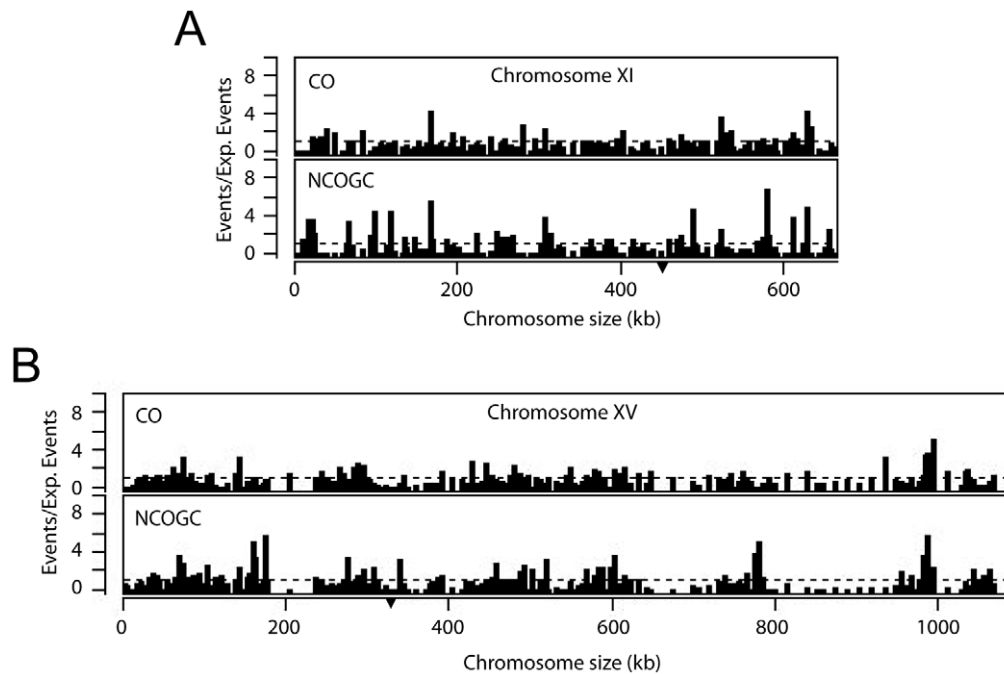 A
Events/Exp. Events
8
4
0
CO
Chromosome XI
8
4
0
NCOGC
0 200 400 600
Chromosome size (kb)
B
Events/Exp. Events
8
4
0
CO
Chromosome XV
8
4
0
NCOGC
0 200 400 600 800 1000
Chromosome size (kb)